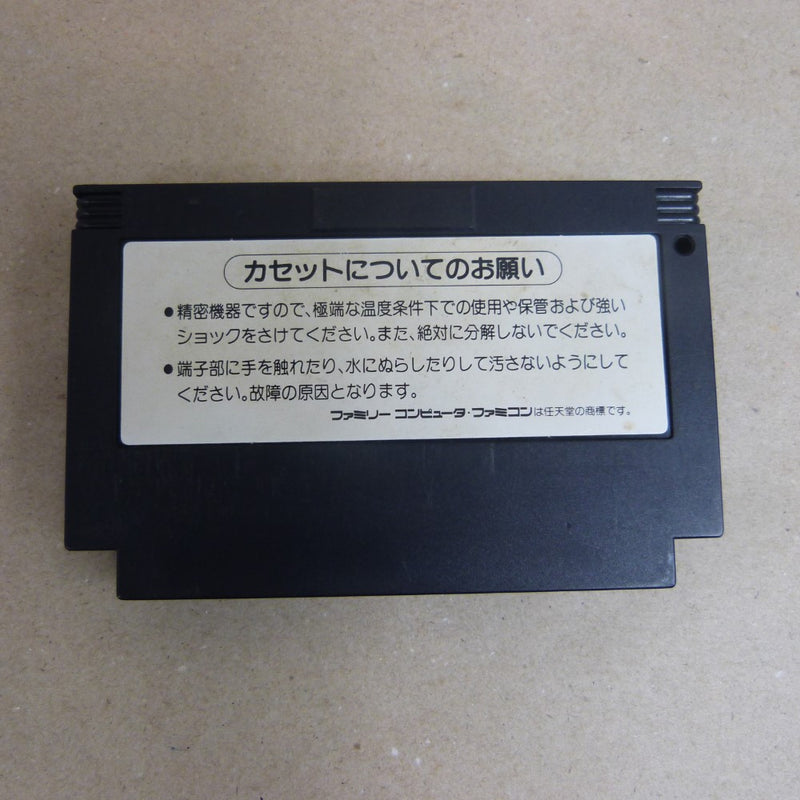 カセットについてのお願い
●精密機器ですので、極端な温度条件下での使用や保管および強い
ショックをさけてください。また、絶対に分解しないでください。
●端子部に手を触れたり、水にぬらしたりして汚さないようにして
ください。故障の原因となります。
ファミリー コンピュータ・ファミコンは任天堂の商標です。